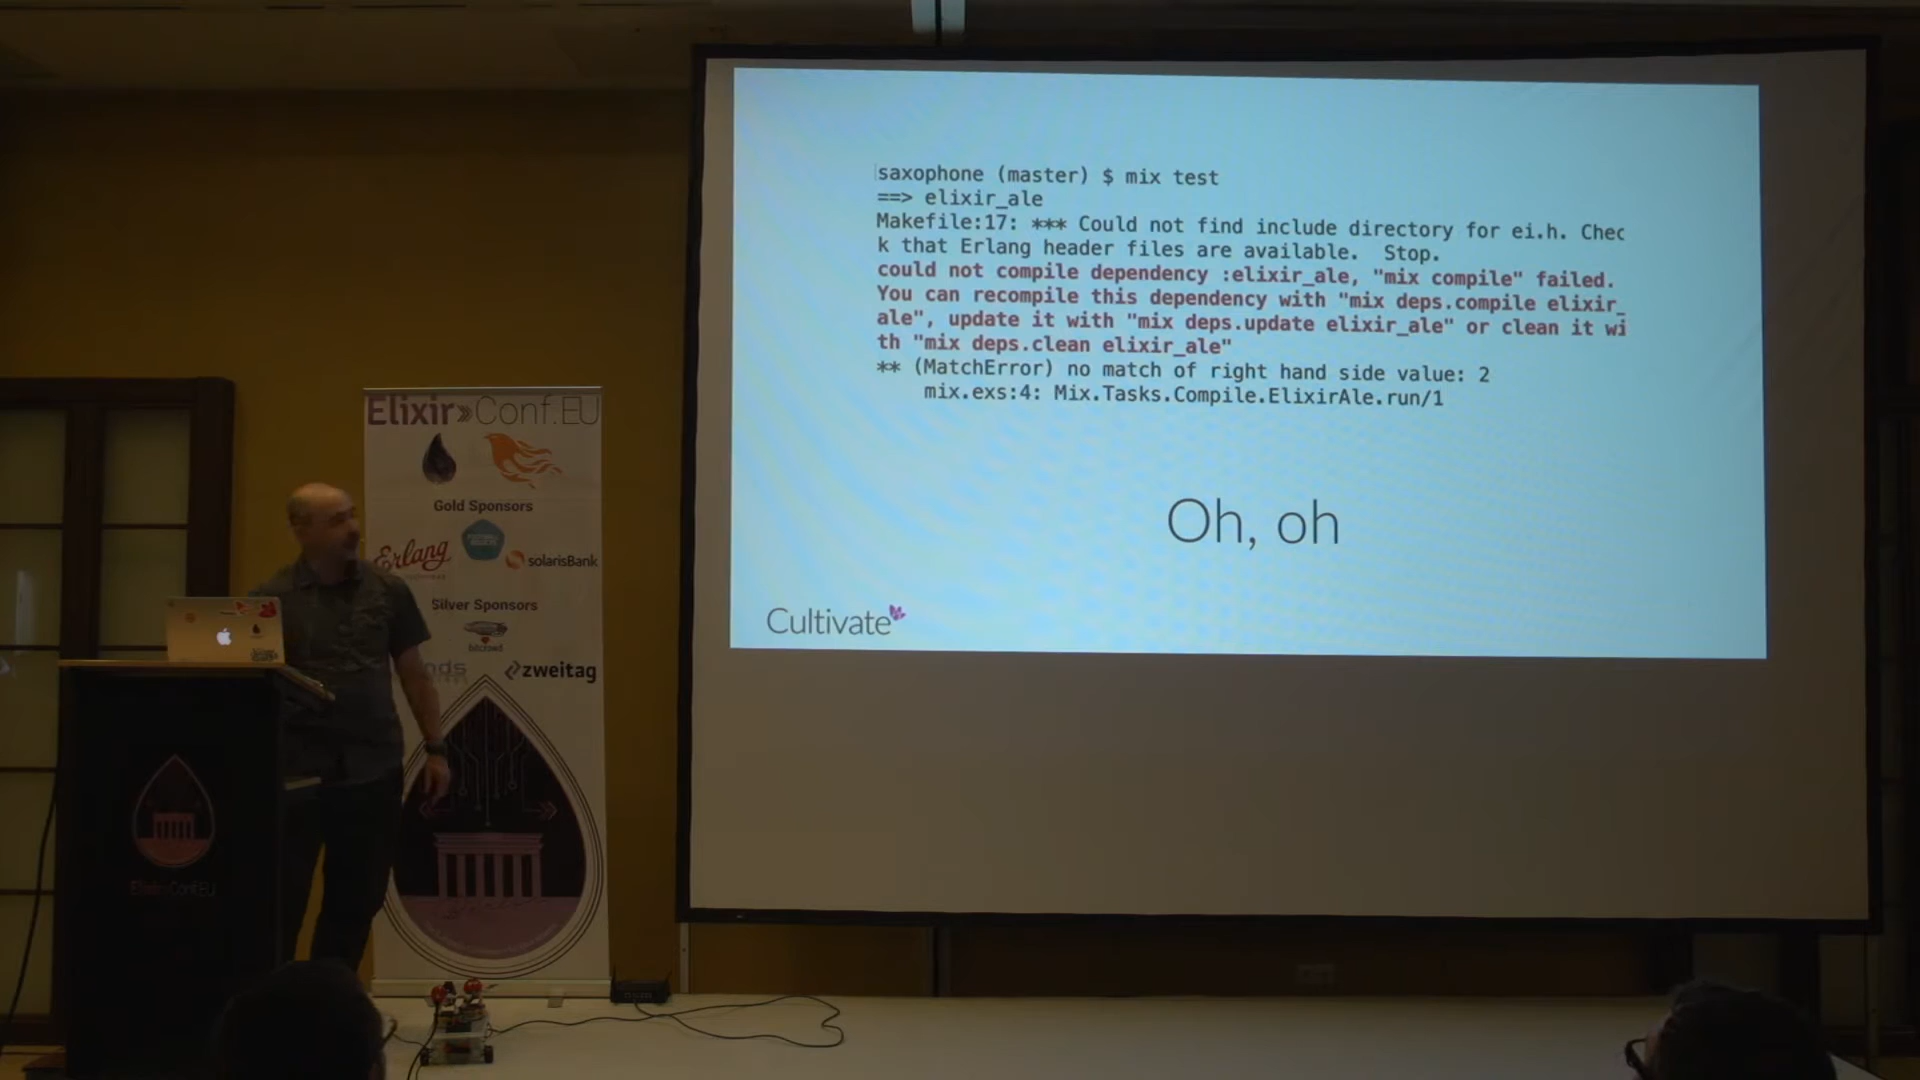 saxophone (master) $ mix test
==> elixir_ale
Makefile:17: *** Could not find include directory for ei.h. Chec
k that Erlang header files are available.  Stop.
could not compile dependency :elixir_ale, "mix compile" failed.
You can recompile this dependency with "mix deps.compile elixir_
ale", update it with "mix deps.update elixir_ale" or clean it wi
th "mix deps.clean elixir_ale"
** (MatchError) no match of right hand side value: 2
mix.exs:4: Mix.Tasks.Compile.ElixirAle.run/1
Oh, oh
Cultivate
Elixir»Conf.EU
Gold Sponsors
Erlang
solarisBank
Silver Sponsors
bitcrowd
zweitag
Elixir»Conf.EU